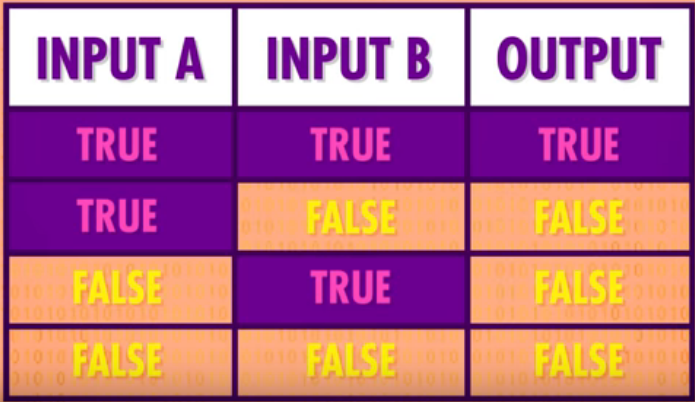 INPUT A INPUT B OUTPUT
TRUE TRUE TRUE
TRUE FALSE FALSE
FALSE TRUE FALSE
FALSE FALSE FALSE